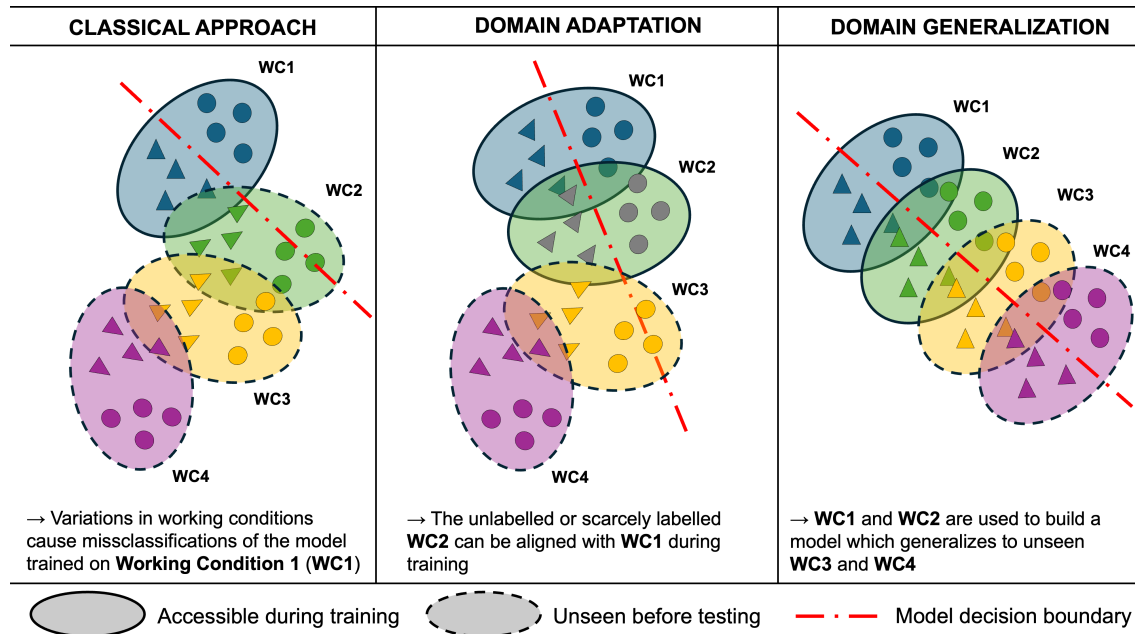 CLASSICAL APPROACH
WC1
WC2
WC3
WC4
→ Variations in working conditions
cause missclassifications of the model
trained on Working Condition 1 (WC1)
DOMAIN ADAPTATION
WC1
WC2
WC3
WC4
→ The unlabelled or scarcely labelled
WC2 can be aligned with WC1 during
training
DOMAIN GENERALIZATION
WC1
WC2
WC3
WC4
→ WC1 and WC2 are used to build a
model which generalizes to unseen
WC3 and WC4
Accessible during training
Unseen before testing
Model decision boundary